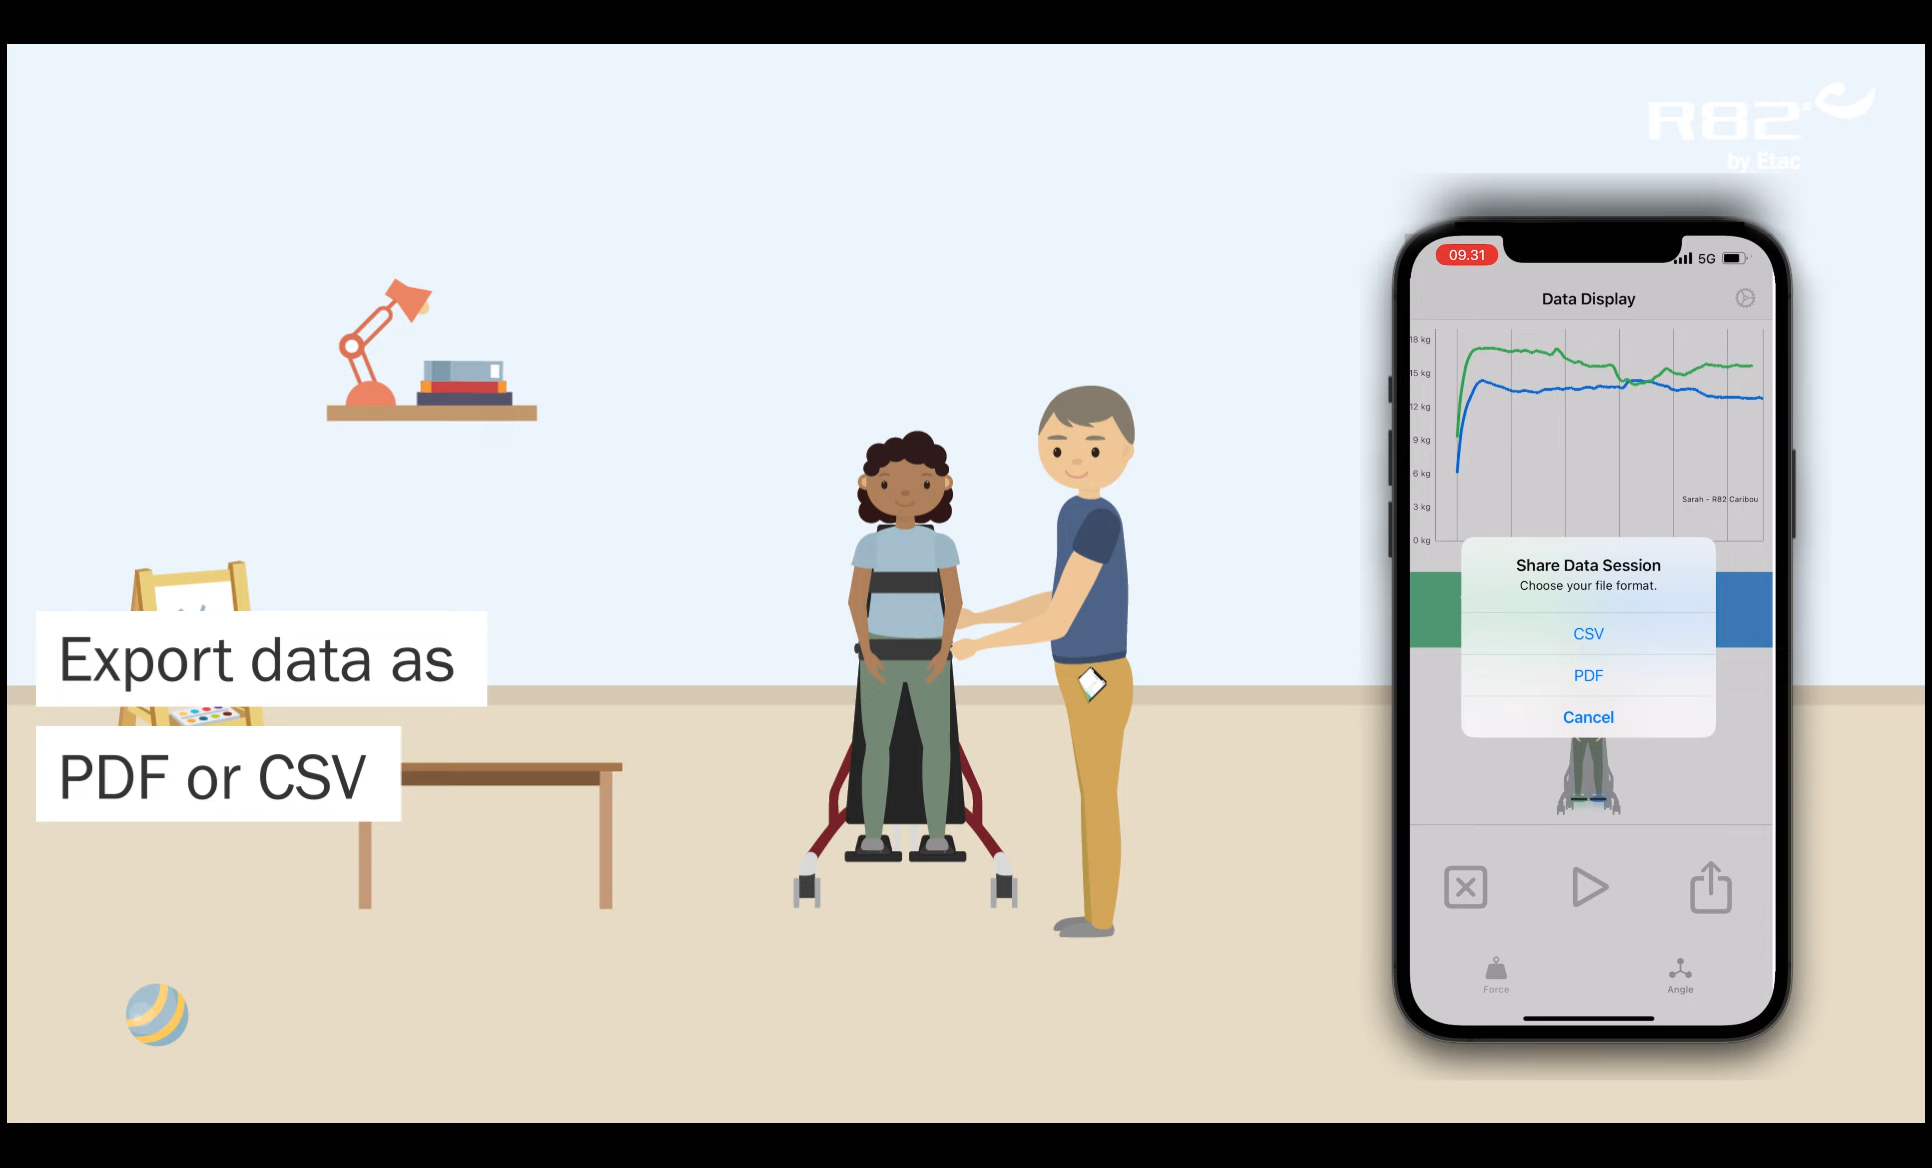 Export data as
PDF or CSV
R82
by Etac
09.31
5G
Data Display
18 kg
15 kg
12 kg
9 kg
6 kg
3 kg
0 kg
Sarah - R82 Caribou
Share Data Session
Choose your file format.
CSV
PDF
Cancel
Force
Angle